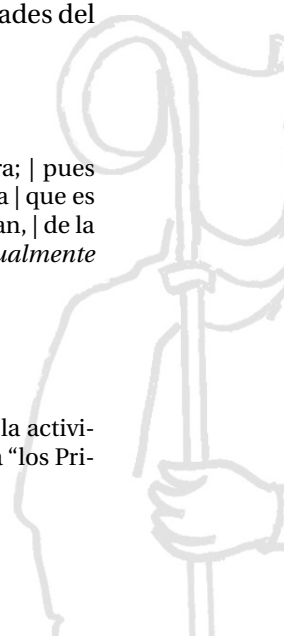 ades del
ra; | pues
a | que es
an, | de la
ualmente
la activi-
a “los Pri-